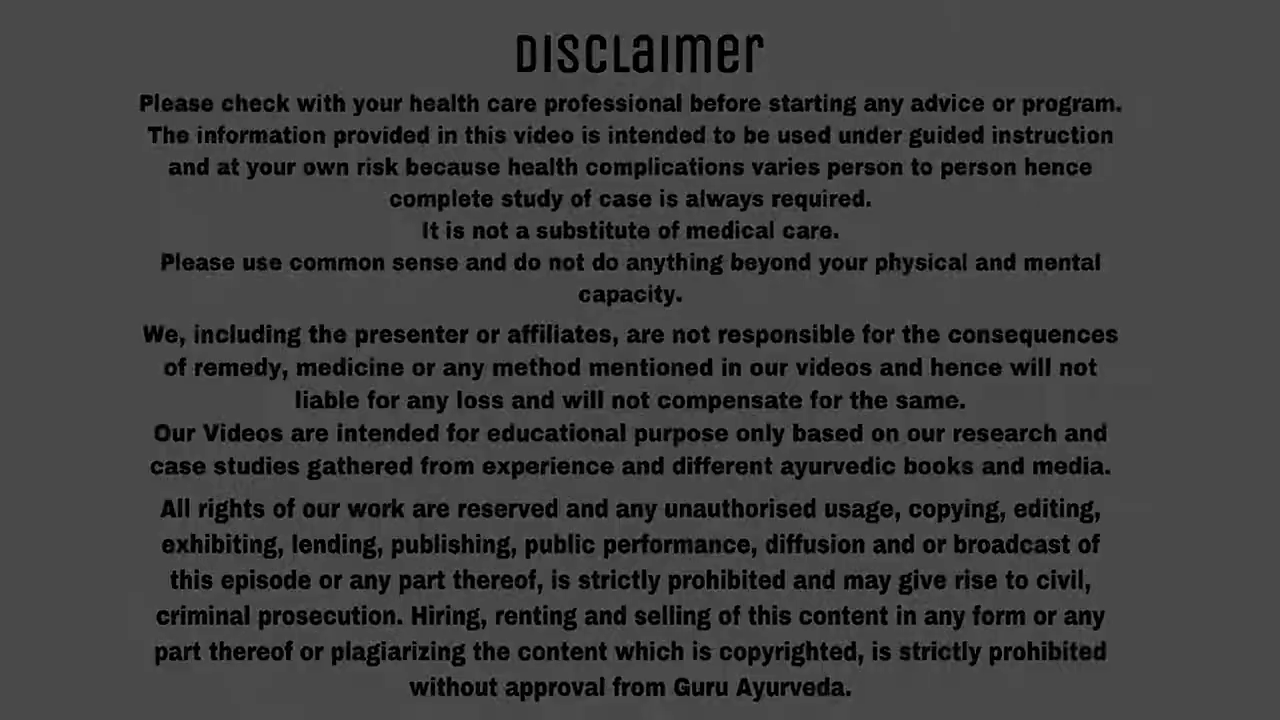 Disclaimer
Please check with your health care professional before starting any advice or program.
The information provided in this video is intended to be used under guided instruction
and at your own risk because health complications varies person to person hence
complete study of case is always required.
It is not a substitute of medical care.
Please use common sense and do not do anything beyond your physical and mental
capacity.
We, including the presenter or affiliates, are not responsible for the consequences
of remedy, medicine or any method mentioned in our videos and hence will not
liable for any loss and will not compensate for the same.
Our Videos are intended for educational purpose only based on our research and
case studies gathered from experience and different ayurvedic books and media.
All rights of our work are reserved and any unauthorised usage, copying, editing,
exhibiting, lending, publishing, public performance, diffusion and or broadcast of
this episode or any part thereof, is strictly prohibited and may give rise to civil,
criminal prosecution. Hiring, renting and selling of this content in any form or any
part thereof or plagiarizing the content which is copyrighted, is strictly prohibited
without approval from Guru Ayurveda.